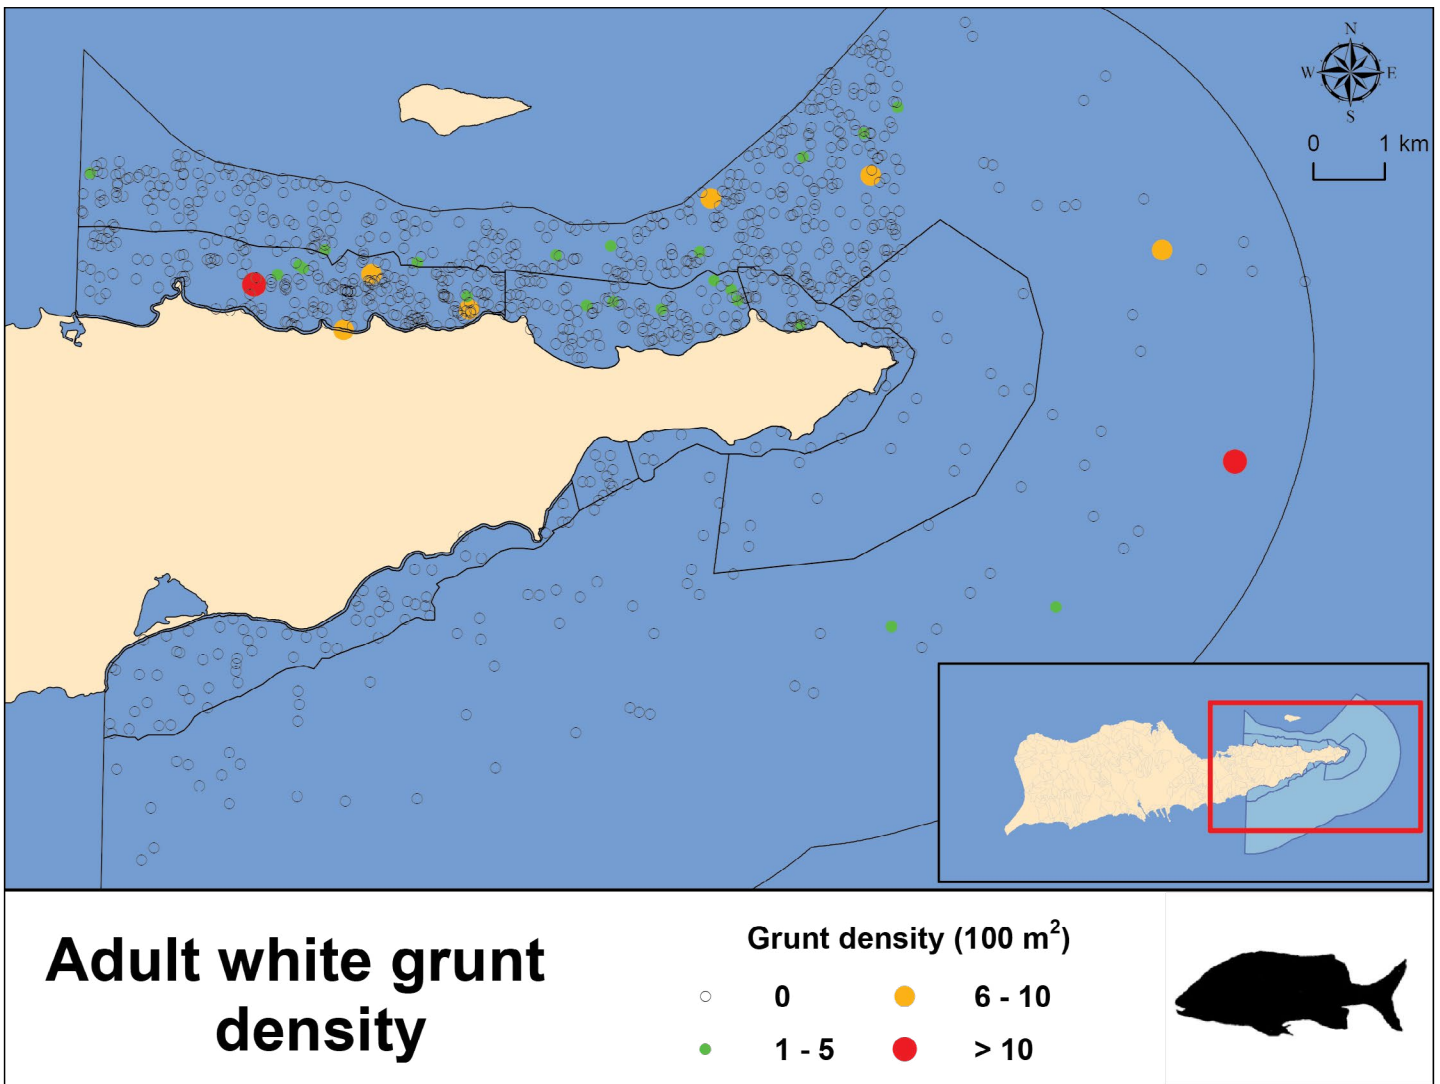 N
W E
S
0 1 km
Adult white grunt
density
Grunt density (100 m²)
0 6 - 10
1 - 5 > 10